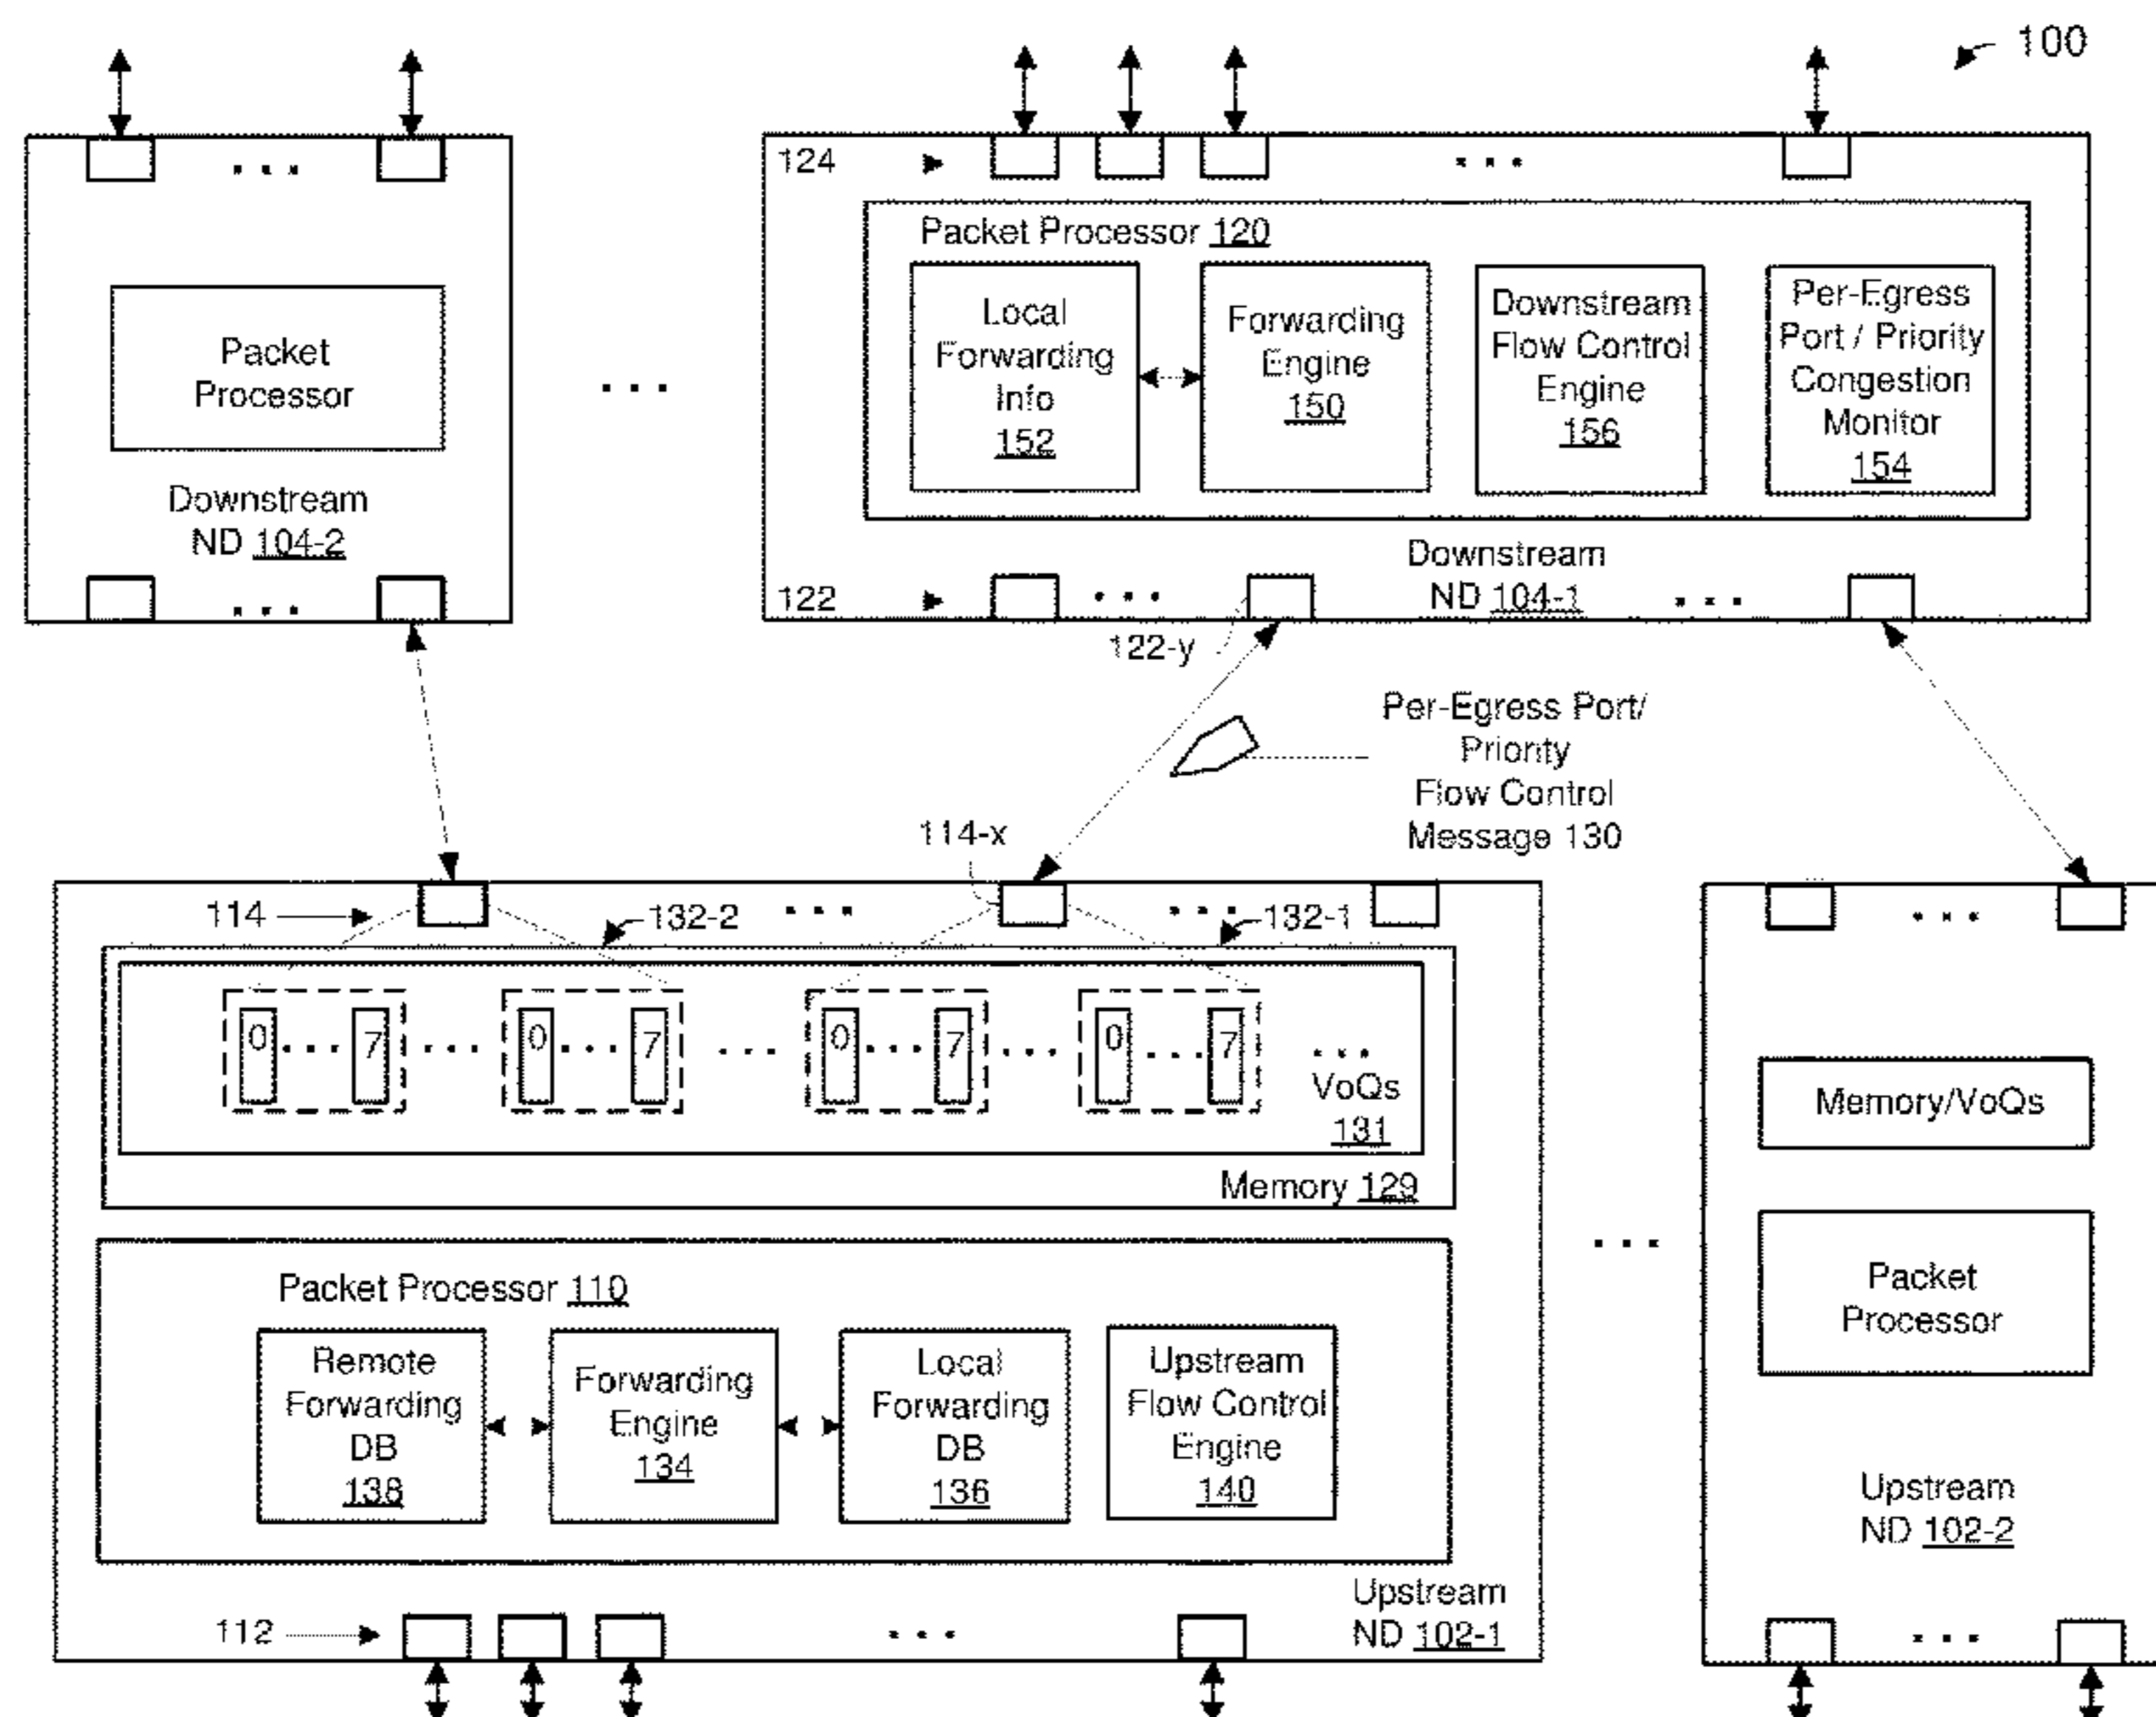 100
124
Packet Processor 120
Local
Forwarding
Info
152
Forwarding
Engine
150
Downstream
Flow Control
Engine
156
Per-Egress
Port / Priority
Congestion
Monitor
154
Packet
Processor
Downstream
ND 104-2
Downstream
ND 104-1
122
122-y
Per-Egress Port/
Priority
Flow Control
Message 130
114-x
114
132-2
132-1
0 ... 7 ... 0 ... 7 ... 0 ... 7 ... 0 ... 7 ...
VoQs
131
Memory 129
Packet Processor 110
Remote
Forwarding
DB
138
Forwarding
Engine
134
Local
Forwarding
DB
136
Upstream
Flow Control
Engine
140
Upstream
ND 102-1
112
Memory/VoQs
Packet
Processor
Upstream
ND 102-2